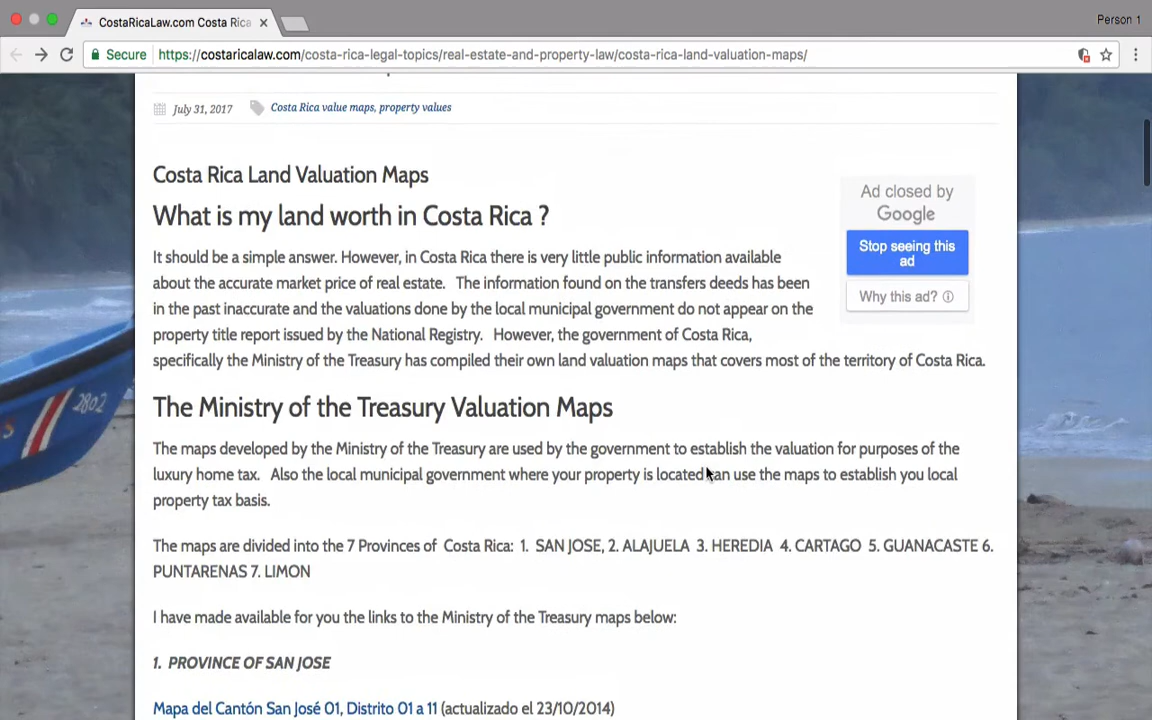 CostaRicaLaw.com Costa Rica
Person 1
Secure https://costaricalaw.com/costa-rica-legal-topics/real-estate-and-property-law/costa-rica-land-valuation-maps/
July 31, 2017 Costa Rica value maps, property values
Costa Rica Land Valuation Maps
What is my land worth in Costa Rica ?
It should be a simple answer. However, in Costa Rica there is very little public information available
about the accurate market price of real estate. The information found on the transfers deeds has been
in the past inaccurate and the valuations done by the local municipal government do not appear on the
property title report issued by the National Registry. However, the government of Costa Rica,
specifically the Ministry of the Treasury has compiled their own land valuation maps that covers most of the territory of Costa Rica.
Ad closed by
Google
Stop seeing this
ad
Why this ad?
2802
The Ministry of the Treasury Valuation Maps
The maps developed by the Ministry of the Treasury are used by the government to establish the valuation for purposes of the
luxury home tax. Also the local municipal government where your property is located can use the maps to establish you local
property tax basis.
The maps are divided into the 7 Provinces of Costa Rica: 1. SAN JOSE, 2. ALAJUELA 3. HEREDIA 4. CARTAGO 5. GUANACASTE 6.
PUNTARENAS 7. LIMON
I have made available for you the links to the Ministry of the Treasury maps below:
1. PROVINCE OF SAN JOSE
Mapa del Cantón San José 01, Distrito 01 a 11 (actualizado el 23/10/2014)